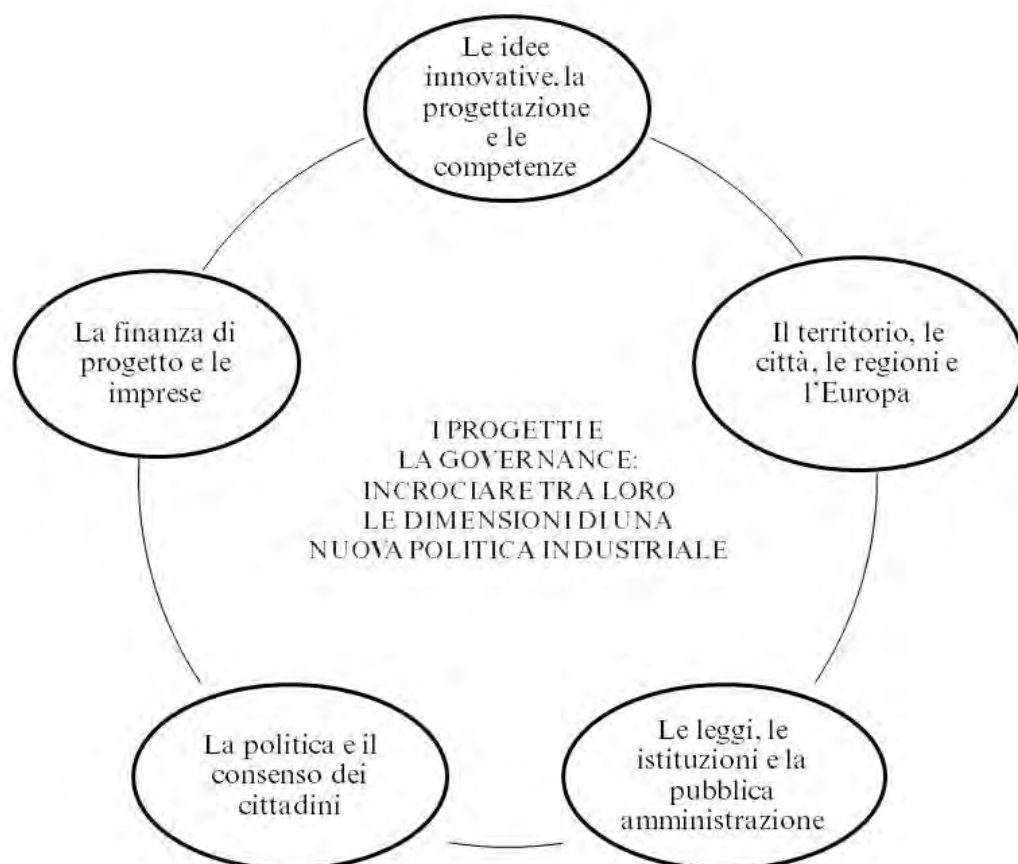 Le idee
innovative, la
progettazione
e le
competenze
La finanza di
progetto e le
imprese
Il territorio, le
città, le regioni e
l'Europa
I PROGETTI E
LA GOVERNANCE:
INCROCIARE TRA LORO
LE DIMENSIONI DI UNA
NUOVA POLITICA INDUSTRIALE
La politica e il
consenso dei
cittadini
Le leggi, le
istituzioni e la
pubblica
amministrazione